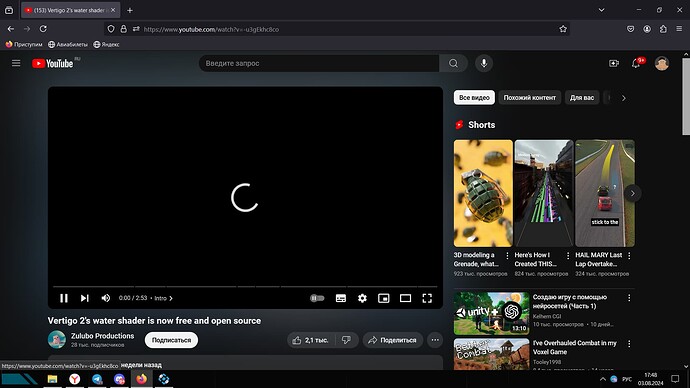 (153) Vertigo 2's water shader is
https://www.youtube.com/watch?v=-u3gEkhc8co
Приступим
Авиабилеты
Яндекс
YouTube RU
Введите запрос
9+
Все видео
Похожий контент
Для вас
Shorts
stick to the
3D modeling a
Grenade, what...
923 тыс. просмотров
Here's How I
Created THIS...
824 тыс. просмотров
HAIL MARY Last
Lap Overtake...
324 тыс. просмотров
0:00 / 2:53 • Intro
Vertigo 2's water shader is now free and open source
Zulubo Productions
28 тыс. подписчиков
Подписаться
2,1 тыс.
Поделиться
unity
13:10
Создаю игру с помощью
нейросетей (Часть 1)
Kelhem CGI
10 тыс. просмотров • 10 дней...
Better
Combat
I've Overhauled Combat in my
Voxel Game
Tooley1998
https://www.youtube.com/watch?v=-u3gEkhc8co
недели назад
РУС
17:48
03.08.2024